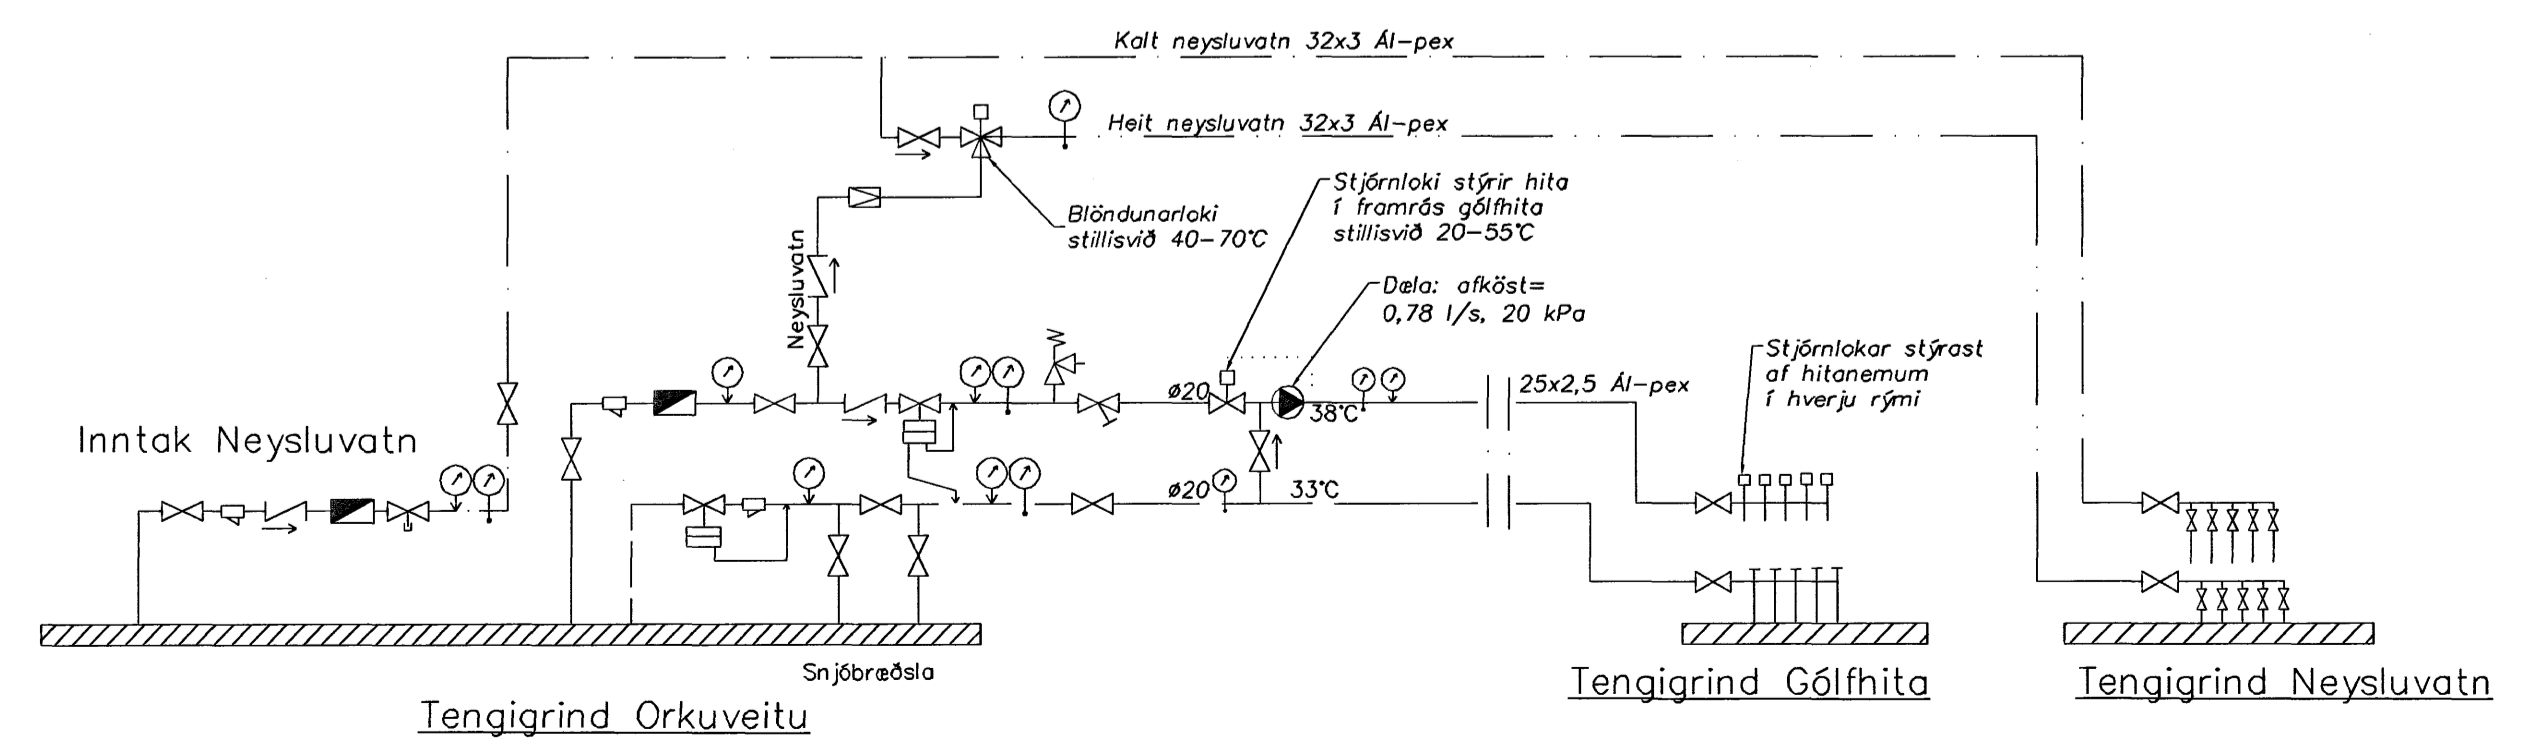 Kalt neysluvatn 32x3 Ál-pex
Heit neysluvatn 32x3 Ál-pex
Stjórnloki stýrir hita
í framrás gólfhita
stillisvið 20-55°C
Blöndunarloki
stillisvið 40-70°C
Neysluvatn
Dæla: afköst=
0,78 l/s, 20 kPa
Stjórnlokar stýrast
af hitanemum
í hverju rými
ø20
38°C
25x2,5 Ál-pex
Inntak Neysluvatn
ø20
33°C
Snjóbræðsla
Tengigrind Orkuveitu
Tengigrind Gólfhita
Tengigrind Neysluvatn